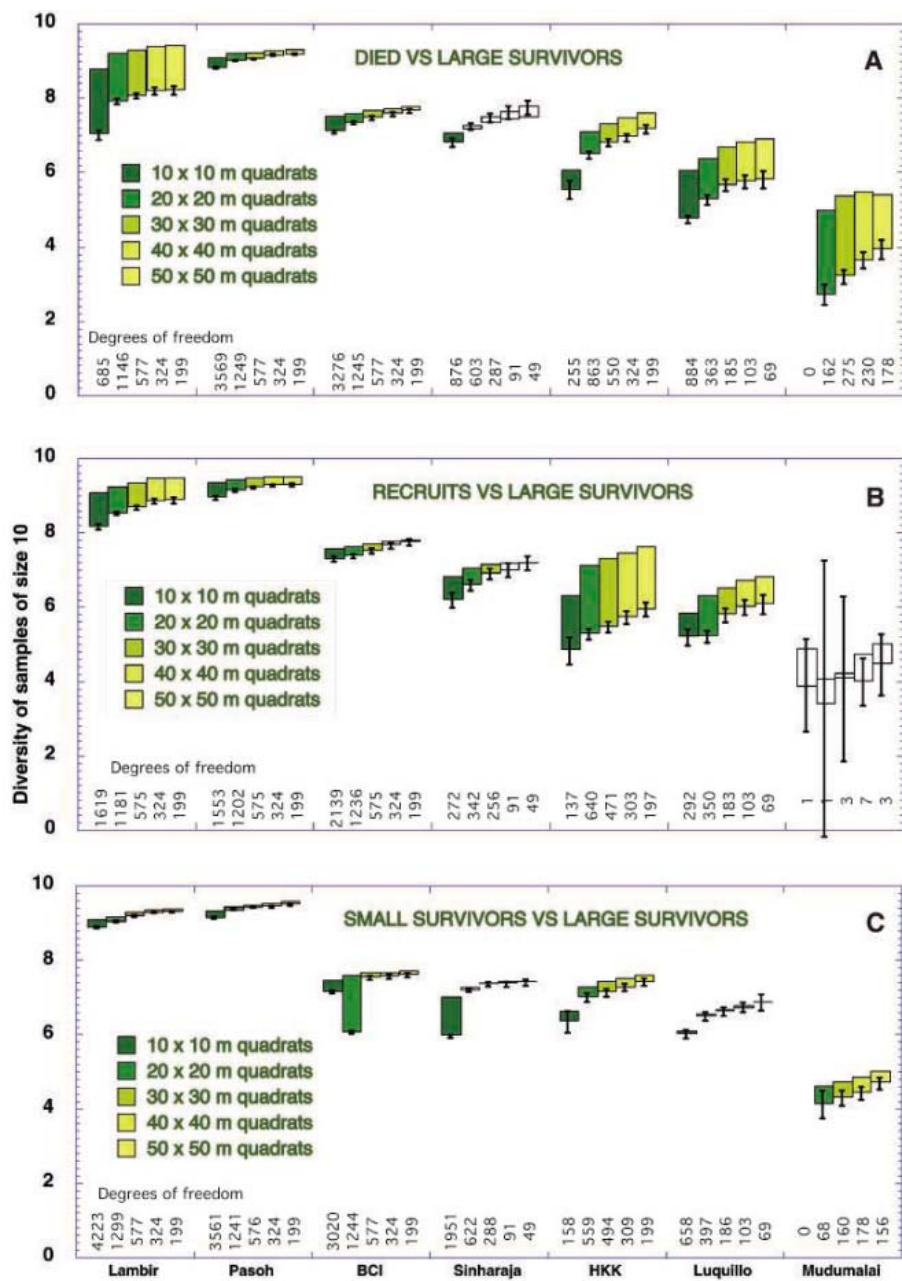 10
DIED VS LARGE SURVIVORS
A
8
6
10 x 10 m quadrats
20 x 20 m quadrats
30 x 30 m quadrats
40 x 40 m quadrats
50 x 50 m quadrats
4
2
Degrees of freedom
0
685 1146 577 324 199 3569 1249 577 324 199 3276 1245 577 324 199 876 603 287 91 49 255 863 550 324 199 884 363 185 103 69 0 162 275 230 178
Diversity of samples of size 10
10
RECRUITS VS LARGE SURVIVORS
B
8
6
10 x 10 m quadrats
20 x 20 m quadrats
30 x 30 m quadrats
40 x 40 m quadrats
50 x 50 m quadrats
4
2
Degrees of freedom
0
1619 1181 575 324 199 1553 1202 575 324 199 2139 1236 575 324 199 272 342 256 91 49 137 640 471 303 197 292 350 183 103 69 1 1 3 7 3
10
SMALL SURVIVORS VS LARGE SURVIVORS
C
8
6
10 x 10 m quadrats
20 x 20 m quadrats
30 x 30 m quadrats
40 x 40 m quadrats
50 x 50 m quadrats
4
2
Degrees of freedom
0
4223 1299 577 324 199 3561 1241 576 324 199 3020 1244 577 324 199 1951 622 288 91 49 158 559 494 309 199 658 397 186 103 69 0 68 160 178 156
Lambir Pasoh BCI Sinharaja HKK Luquillo Mudumalai